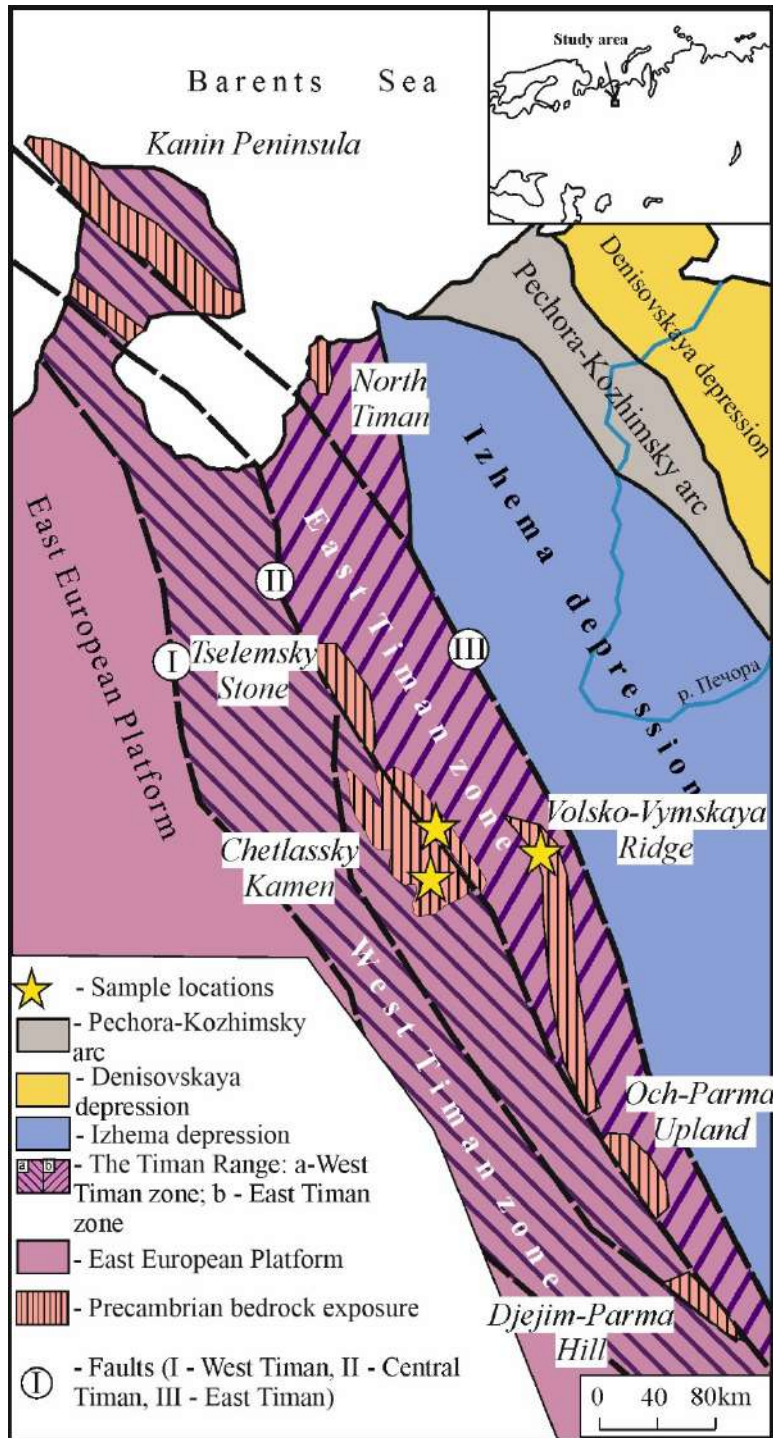 Study area
Barents Sea
Kanin Peninsula
Denisovskaya depression
Pechora-Kozhimsky arc
North
Timan
Izhema depression
East European Platform
East Timan zone
II
I
III
Tselemsky
Stone
р. Печора
Volsko-Vymskaya
Ridge
Chetlassky
Kamen
West Timan zone
Och-Parma
Upland
Djejim-Parma
Hill
- Sample locations
- Pechora-Kozhimsky
arc
- Denisovskaya
depression
- Izhema depression
a b
- The Timan Range: a-West
Timan zone; b - East Timan
zone
- East European Platform
- Precambrian bedrock exposure
I
- Faults (I - West Timan, II - Central
Timan, III - East Timan)
0 40 80km